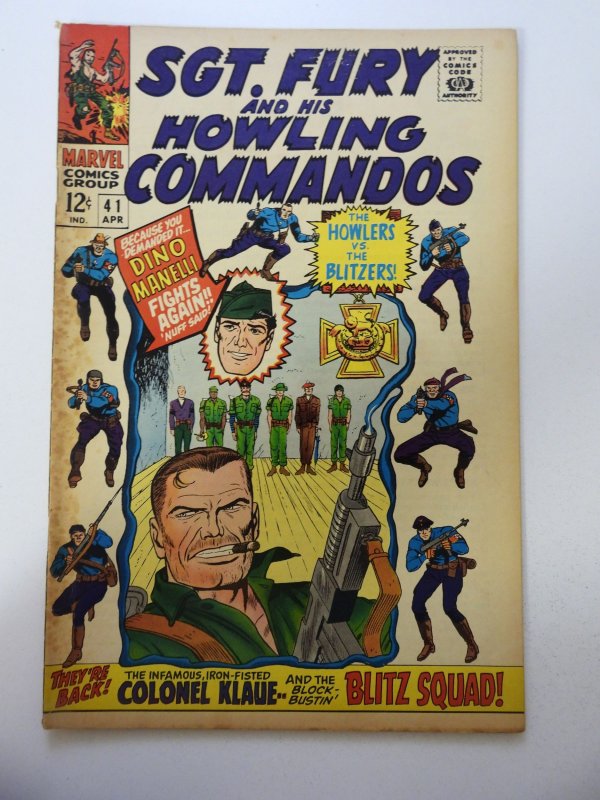 SGT. FURY
AND HIS
HOWLING
COMMANDOS
APPROVED
BY THE
COMICS
CODE
AUTHORITY
MARVEL
COMICS
GROUP
12¢
IND.
41
APR
BECAUSE YOU
DEMANDED IT...
DINO
MANELLI
FIGHTS
AGAIN!!
'NUFF SAID!
THE
HOWLERS
VS.
THE
BLITZERS!
THEY'RE
BACK!
THE INFAMOUS, IRON-FISTED
COLONEL KLAUE..
AND THE
BLOCK-
BUSTIN'
BLITZ SQUAD!